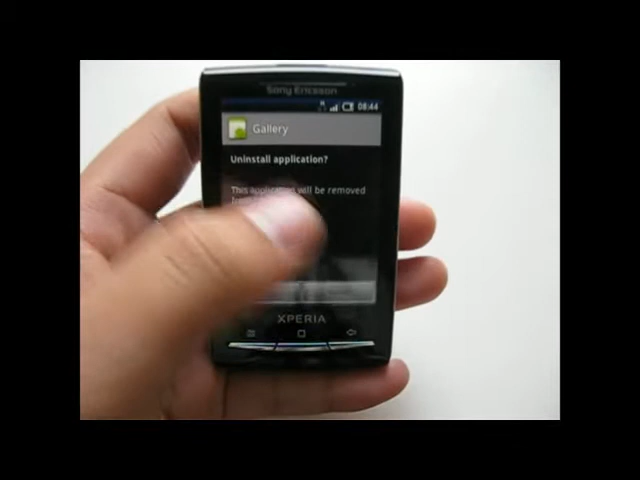 Sony Ericsson
08:44
Gallery
Uninstall application?
This application will be removed
XPERIA